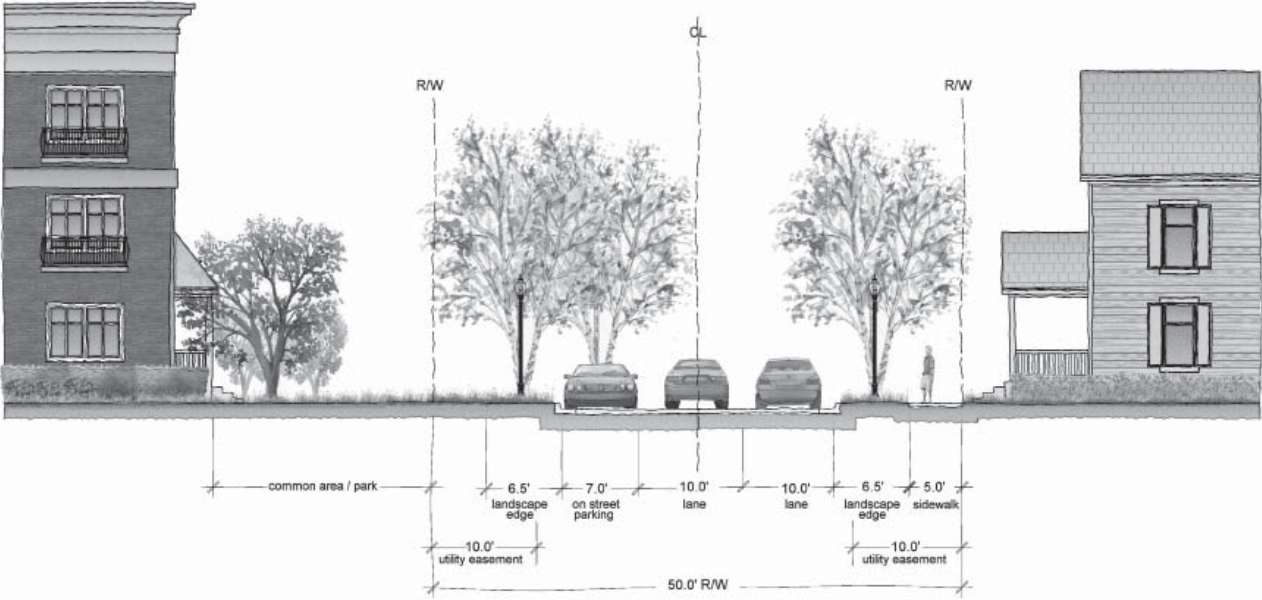 CL
R/W
R/W
common area / park
6.5'
landscape
edge
7.0'
on street
parking
10.0'
lane
10.0'
lane
6.5'
landscape
edge
5.0'
sidewalk
10.0'
utility easement
10.0'
utility easement
50.0' R/W